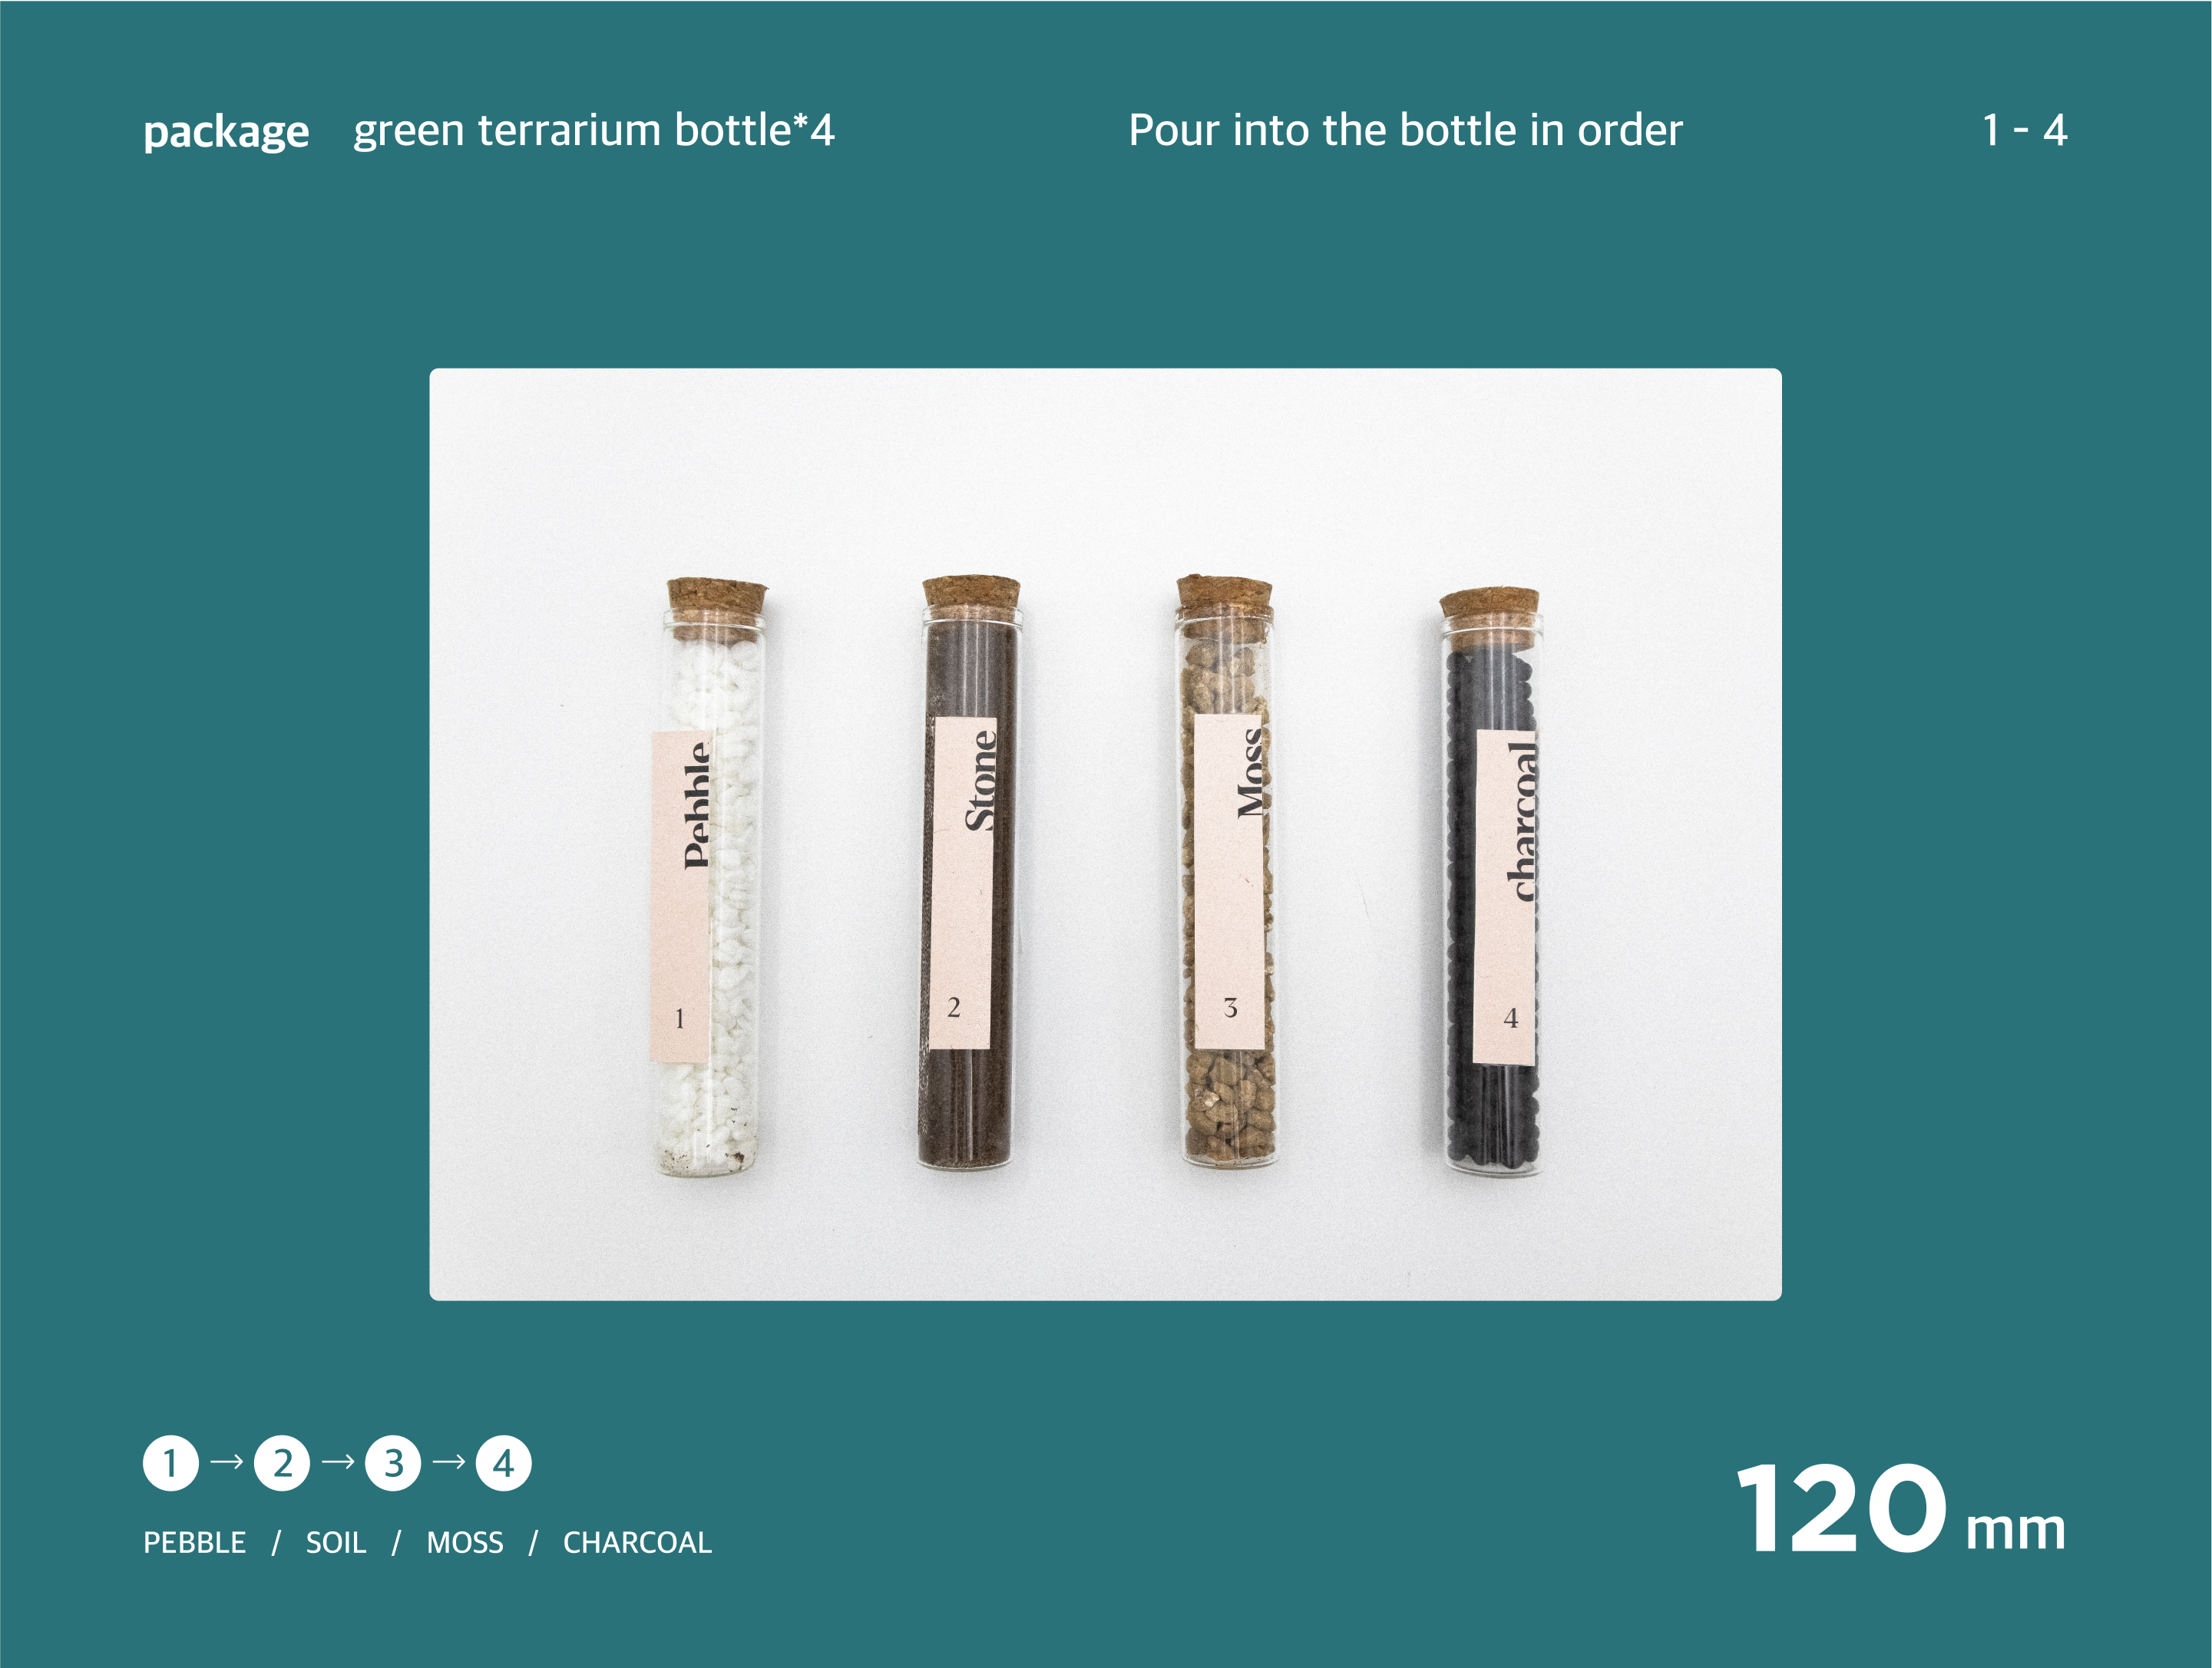 package green terrarium bottle*4
Pour into the bottle in order
1 - 4
Pebble
1
Stone
2
Moss
3
charcoal
4
1 → 2 → 3 → 4
PEBBLE / SOIL / MOSS / CHARCOAL
120 mm